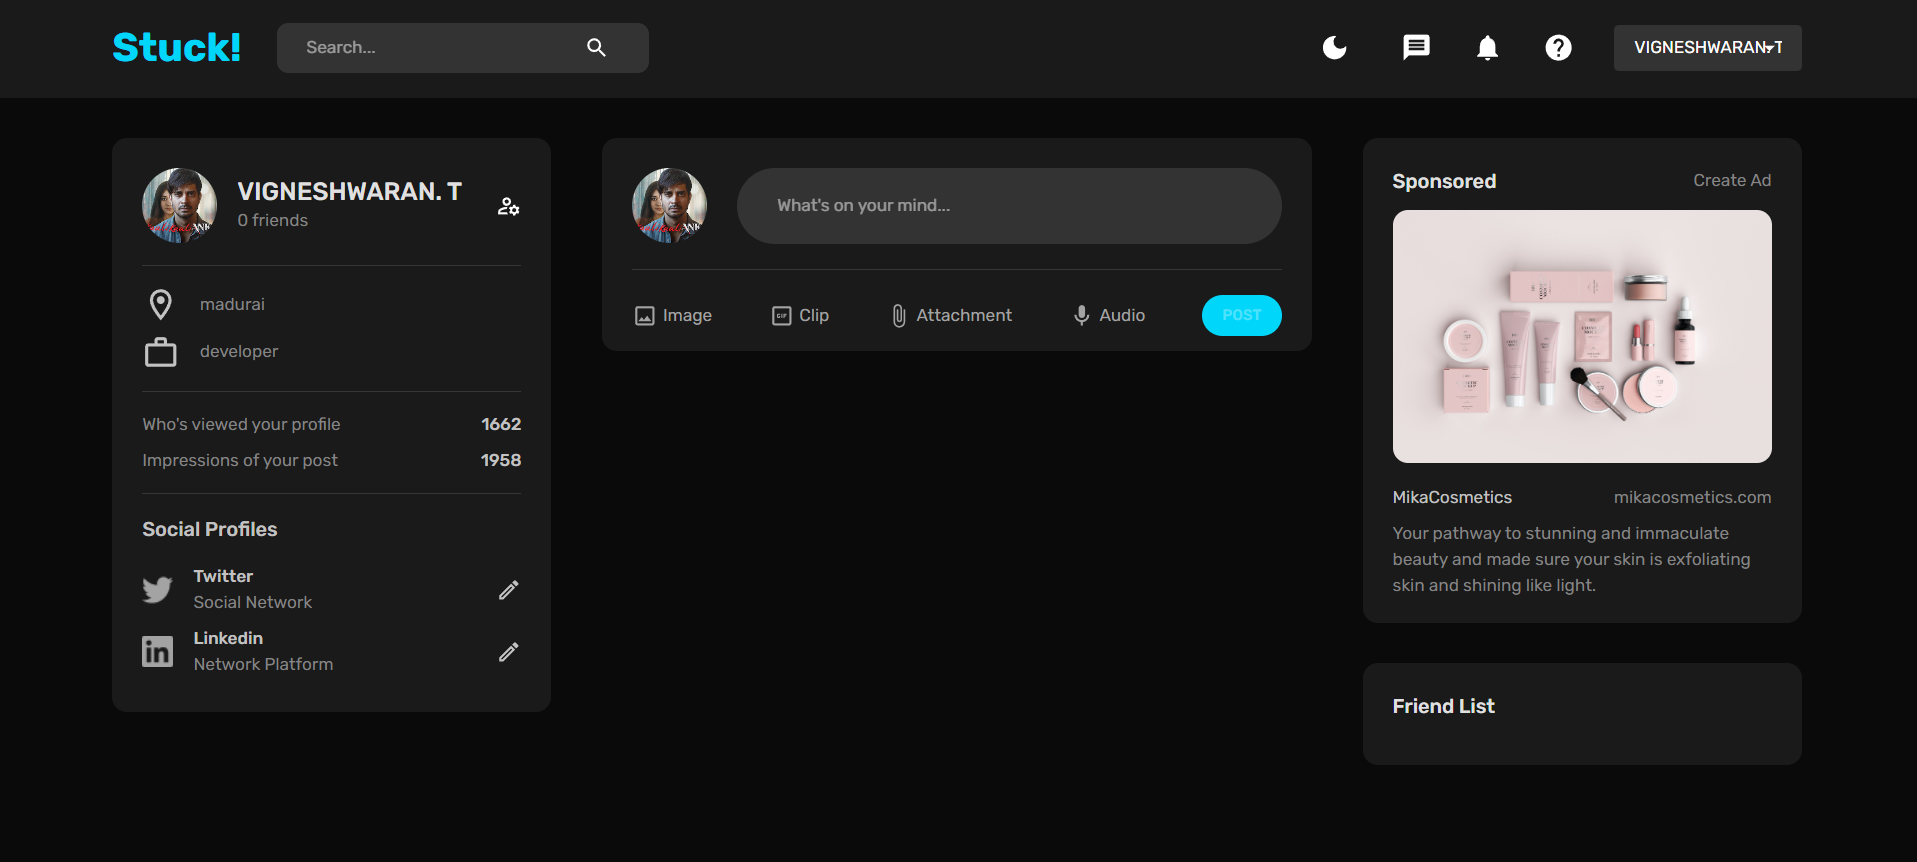 Stuck!
Search...
VIGNESHWARAN. T
VIGNESHWARAN. T
0 friends
madurai
developer
Who's viewed your profile 1662
Impressions of your post 1958
Social Profiles
Twitter
Social Network
Linkedin
Network Platform
What's on your mind...
Image
GIF Clip
Attachment
Audio
POST
Sponsored Create Ad
MikaCosmetics mikacosmetics.com
Your pathway to stunning and immaculate
beauty and made sure your skin is exfoliating
skin and shining like light.
Friend List